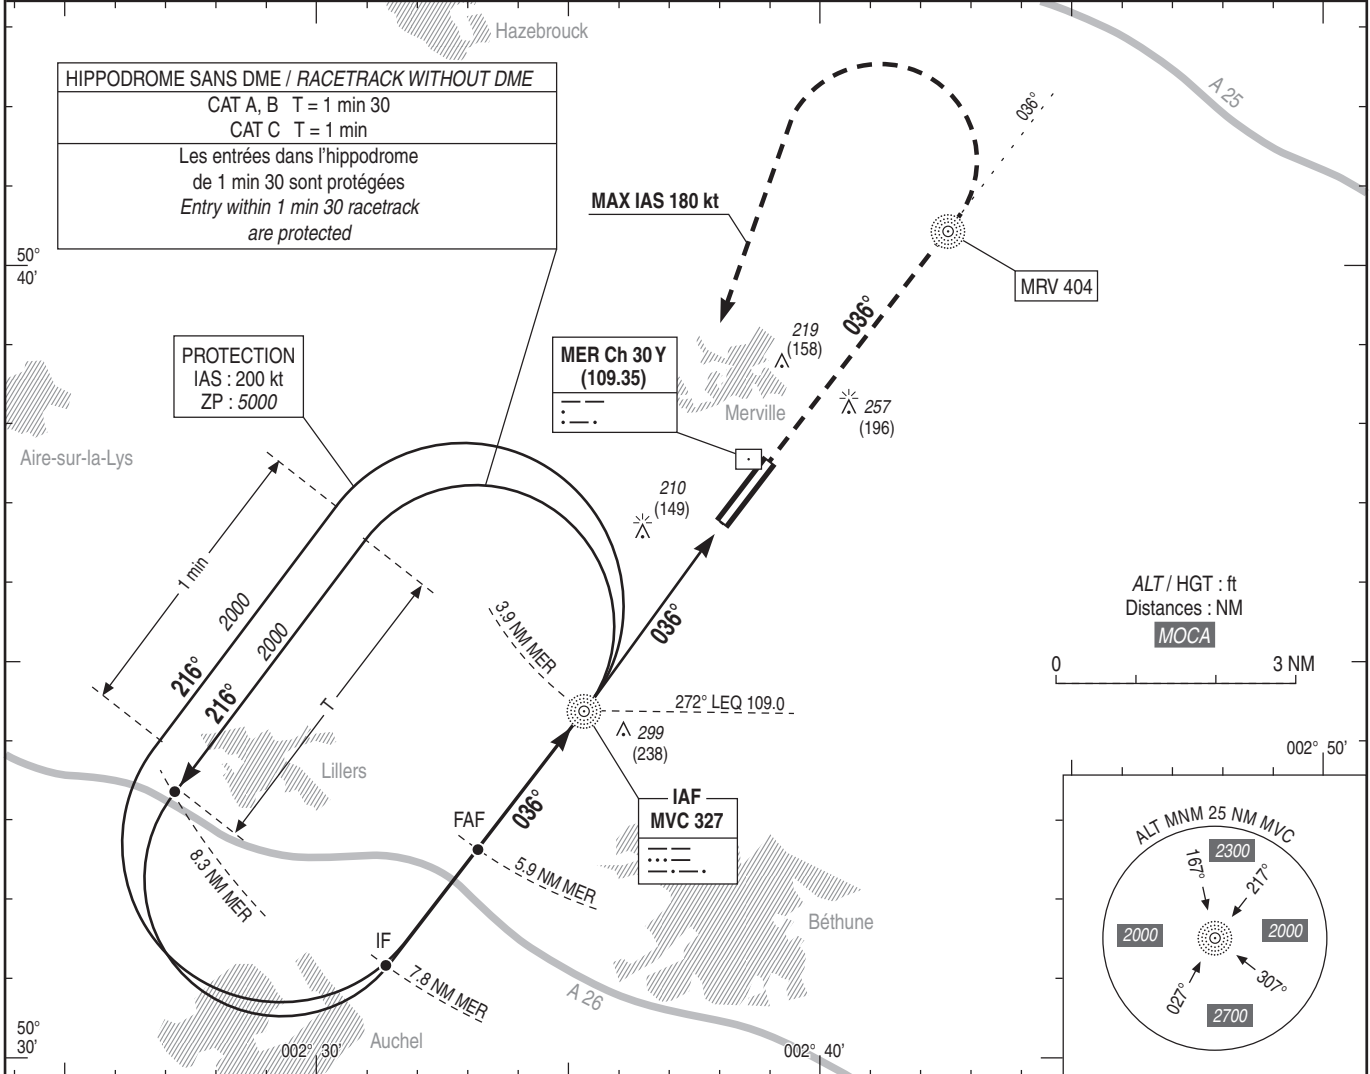 Hazebrouck
HIPPODROME SANS DME / RACETRACK WITHOUT DME
CAT A, B T = 1 min 30
CAT C T = 1 min
Les entrées dans l'hippodrome
de 1 min 30 sont protégées
Entry within 1 min 30 racetrack
are protected
A 25
036°
MAX IAS 180 kt
50°
40'
MRV 404
036°
219
(158)
PROTECTION
IAS : 200 kt
ZP : 5000
MER Ch 30 Y
(109.35)
Merville
257
(196)
Aire-sur-la-Lys
210
(149)
1 min
2000
2000
216°
216°
T
3.9 NM MER
036°
ALT / HGT : ft
Distances : NM
MOCA
0
3 NM
272° LEQ 109.0
299
(238)
002° 50'
Lillers
IAF
MVC 327
FAF
036°
5.9 NM MER
8.3 NM MER
IF
7.8 NM MER
Béthune
A 26
Auchel
50°
30'
002° 30'
002° 40'
ALT MNM 25 NM MVC
2300
167°
217°
2000
2000
027°
307°
2700